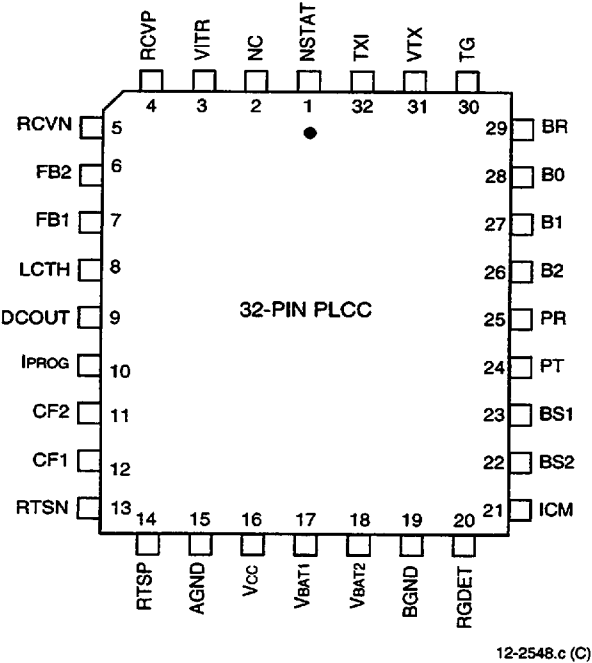 RCVP VITR NC NSTAT TXI VTX TG
4 3 2 1 32 31 30
RCVN 5 29 BR
FB2 6 28 B0
FB1 7 27 B1
LCTH 8 26 B2
DCOUT 9 32-PIN PLCC 25 PR
IPROG 10 24 PT
CF2 11 23 BS1
CF1 12 22 BS2
RTSN 13 21 ICM
14 15 16 17 18 19 20
RTSP AGND VCC VBAT1 VBAT2 BGND RGDET
12-2548.c (C)